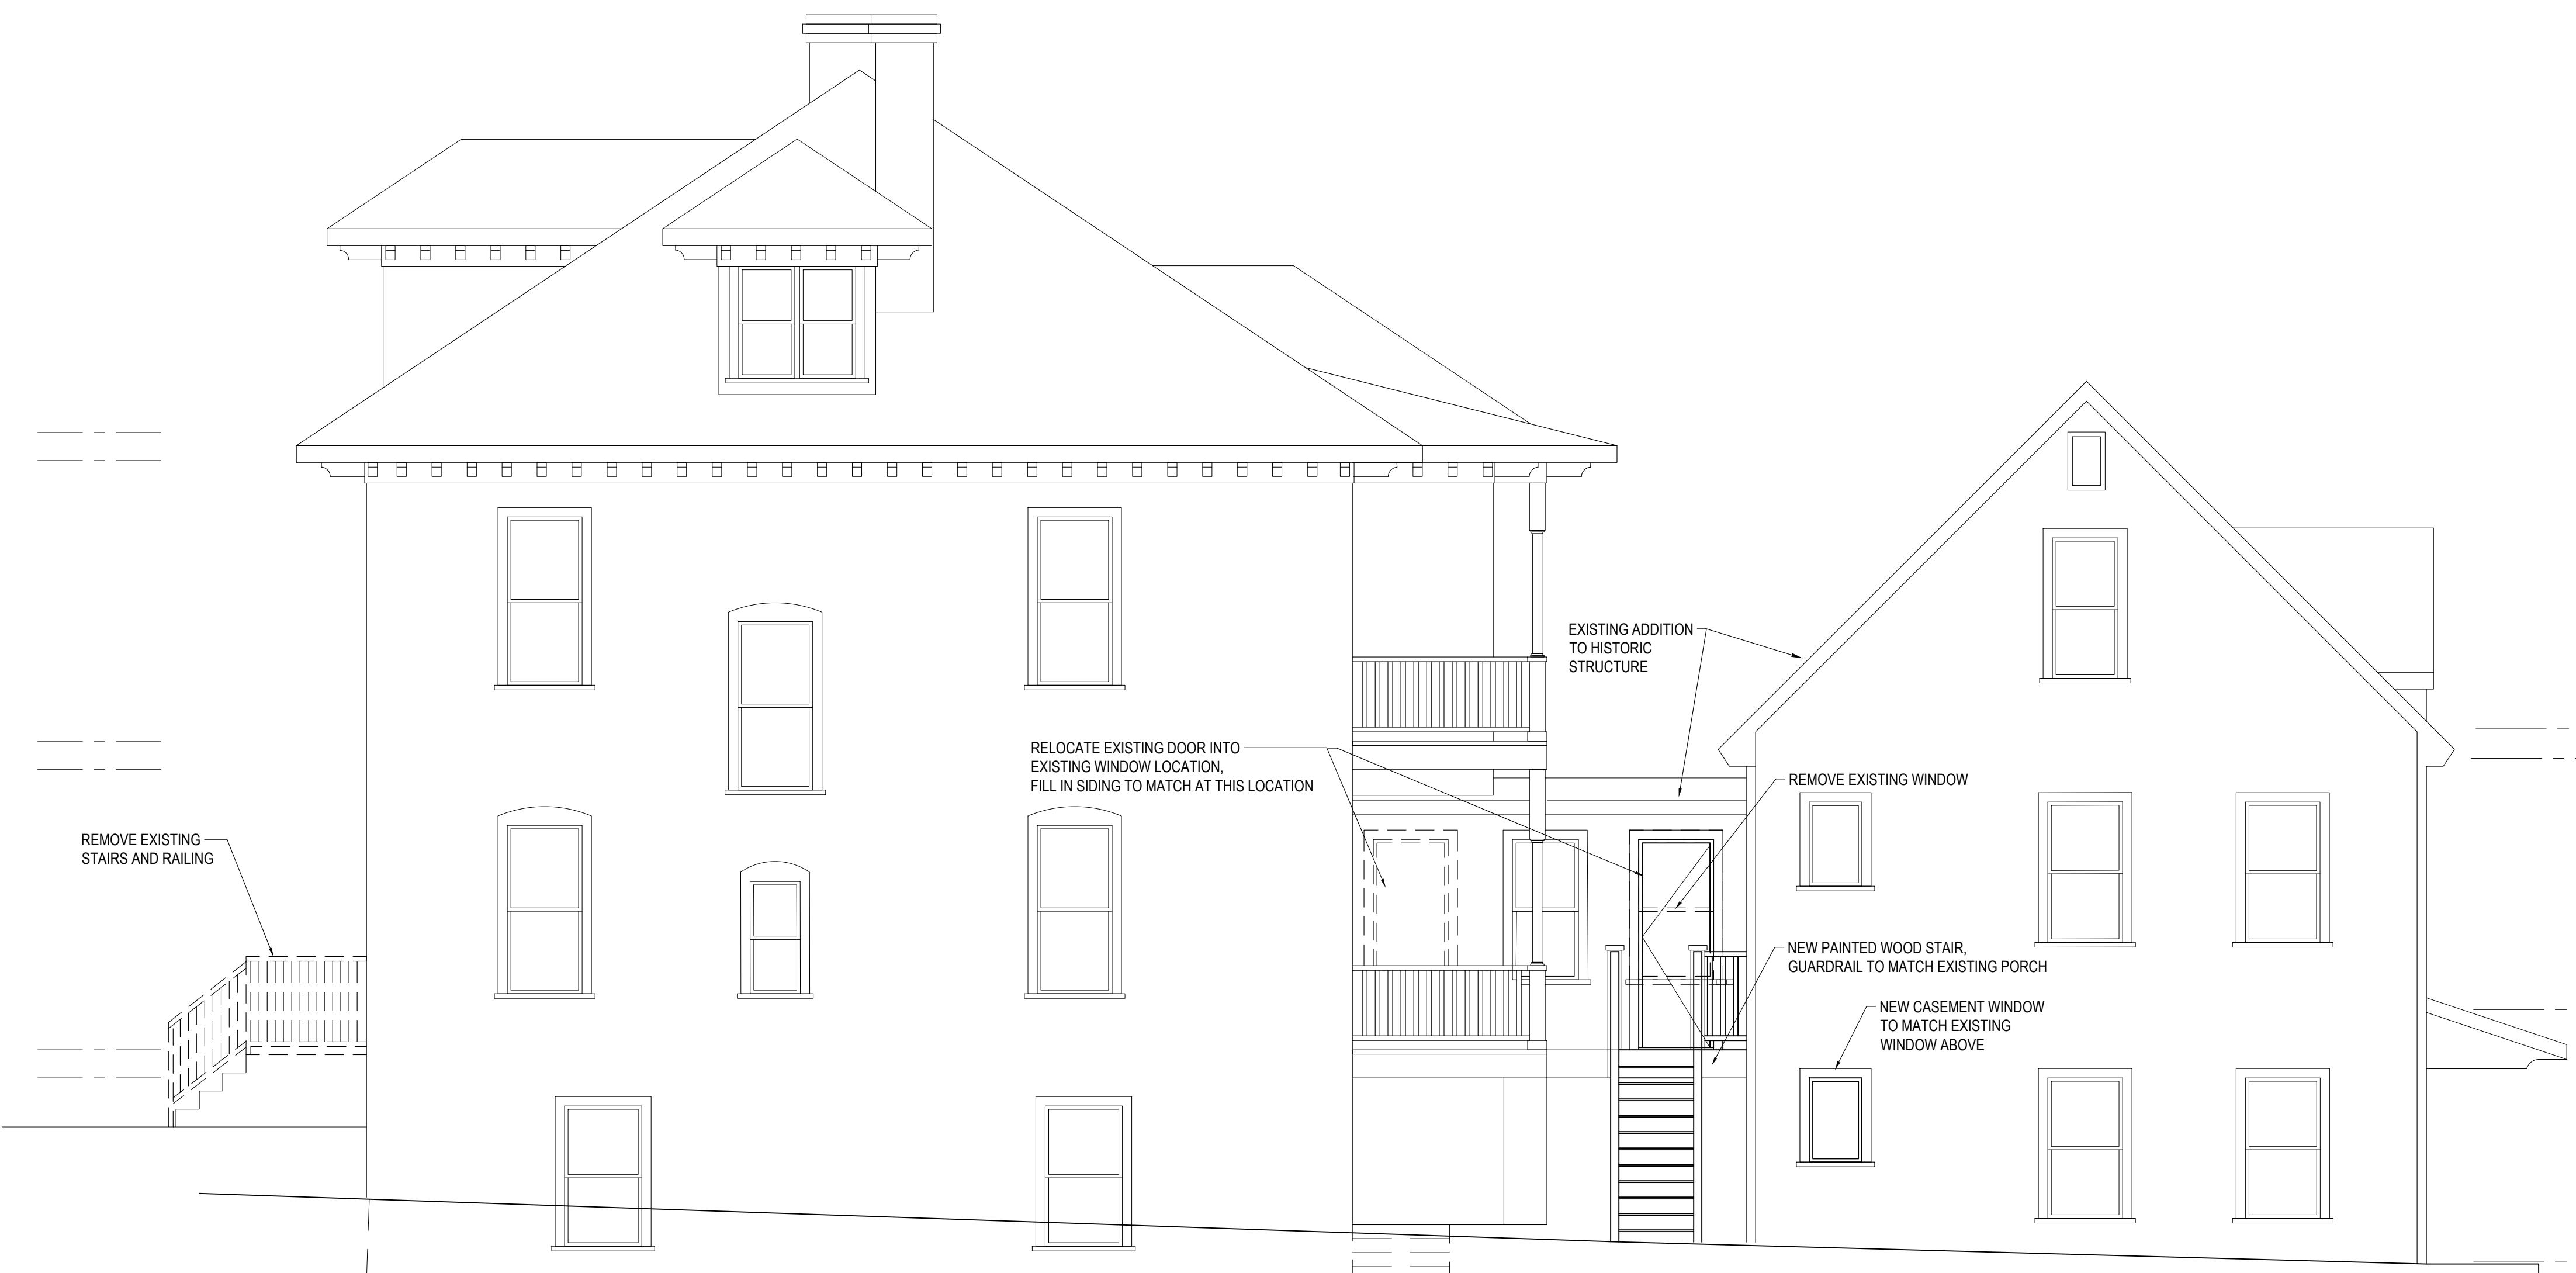 EXISTING ADDITION
TO HISTORIC
STRUCTURE
RELOCATE EXISTING DOOR INTO
EXISTING WINDOW LOCATION,
FILL IN SIDING TO MATCH AT THIS LOCATION
REMOVE EXISTING WINDOW
REMOVE EXISTING
STAIRS AND RAILING
NEW PAINTED WOOD STAIR,
GUARDRAIL TO MATCH EXISTING PORCH
NEW CASEMENT WINDOW
TO MATCH EXISTING
WINDOW ABOVE